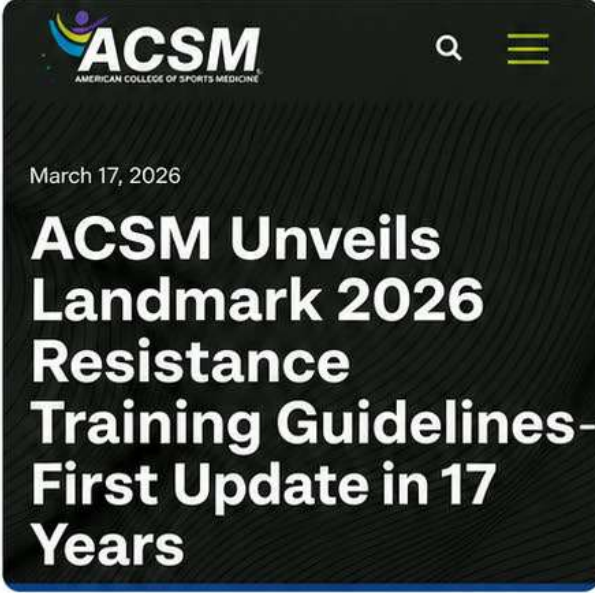 ACSM
AMERICAN COLLEGE OF SPORTS MEDICINE
March 17, 2026
ACSM Unveils
Landmark 2026
Resistance
Training Guidelines-
First Update in 17
Years